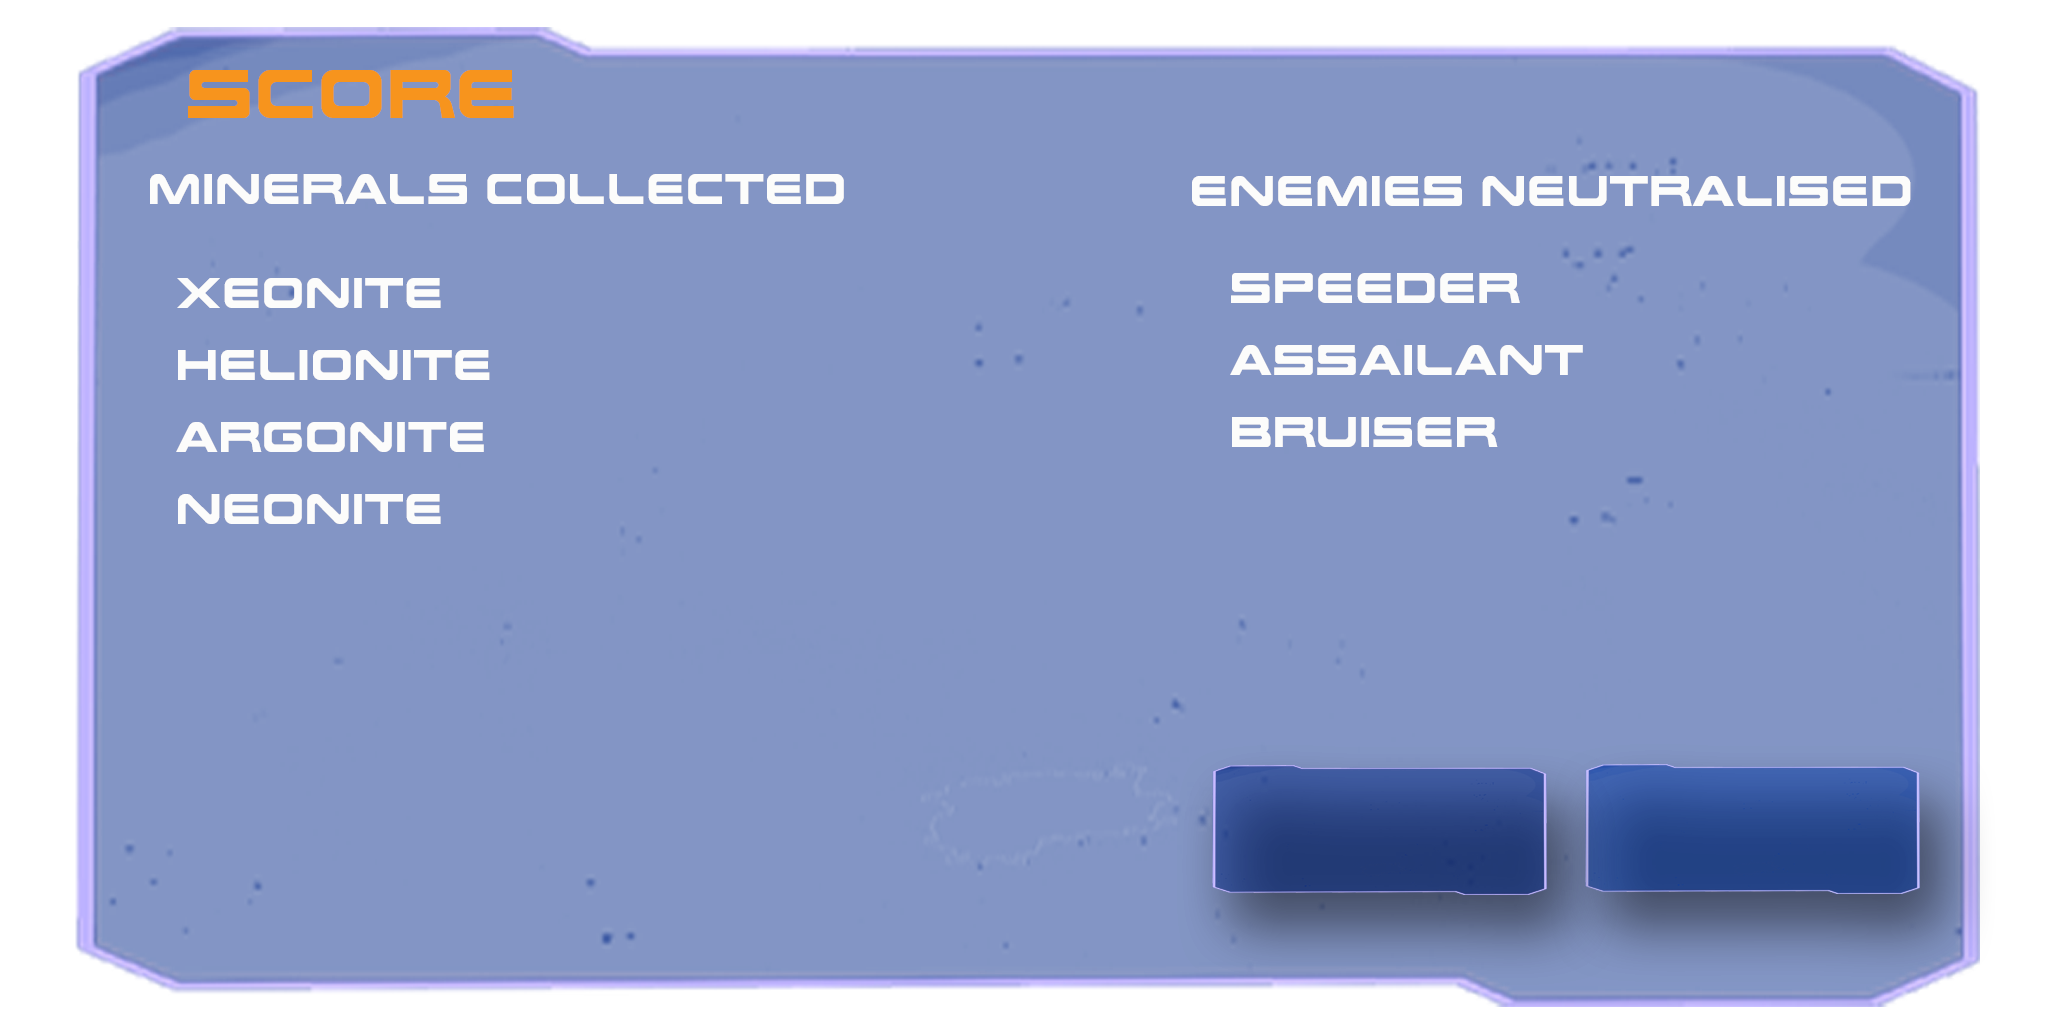 SCORE
MINERALS COLLECTED
XEONITE
HELIONITE
ARGONITE
NEONITE
ENEMIES NEUTRALISED
SPEEDER
ASSAILANT
BRUISER